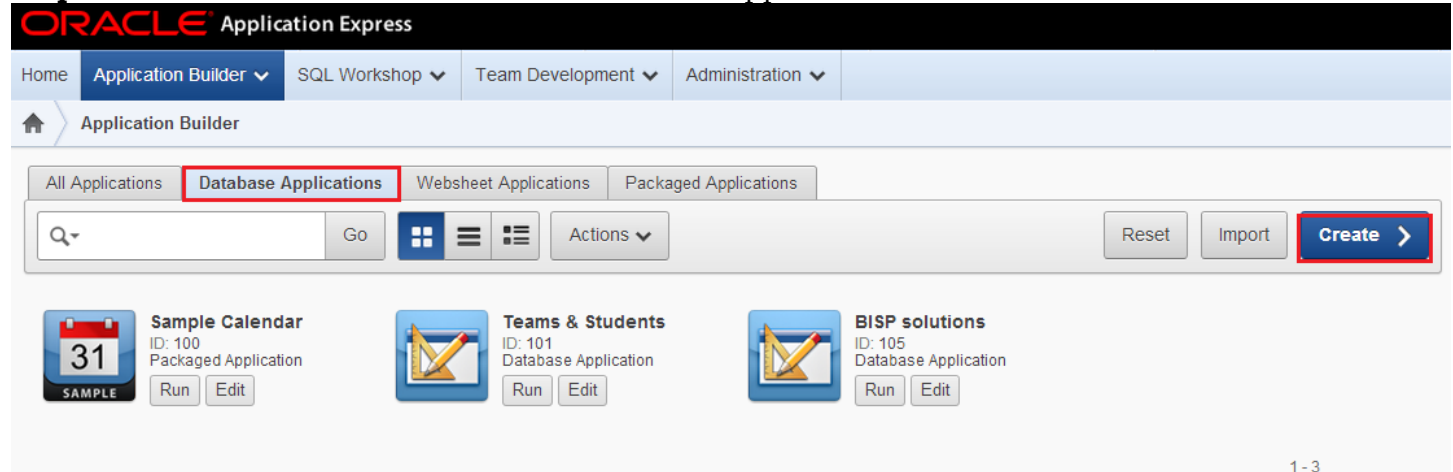 ORACLE Application Express
Home Application Builder SQL Workshop Team Development Administration
Application Builder
All Applications Database Applications Websheet Applications Packaged Applications
Go Actions Reset Import Create
31
SAMPLE
Sample Calendar
ID: 100
Packaged Application
Run Edit
Teams & Students
ID: 101
Database Application
Run Edit
BISP solutions
ID: 105
Database Application
Run Edit
1 - 3